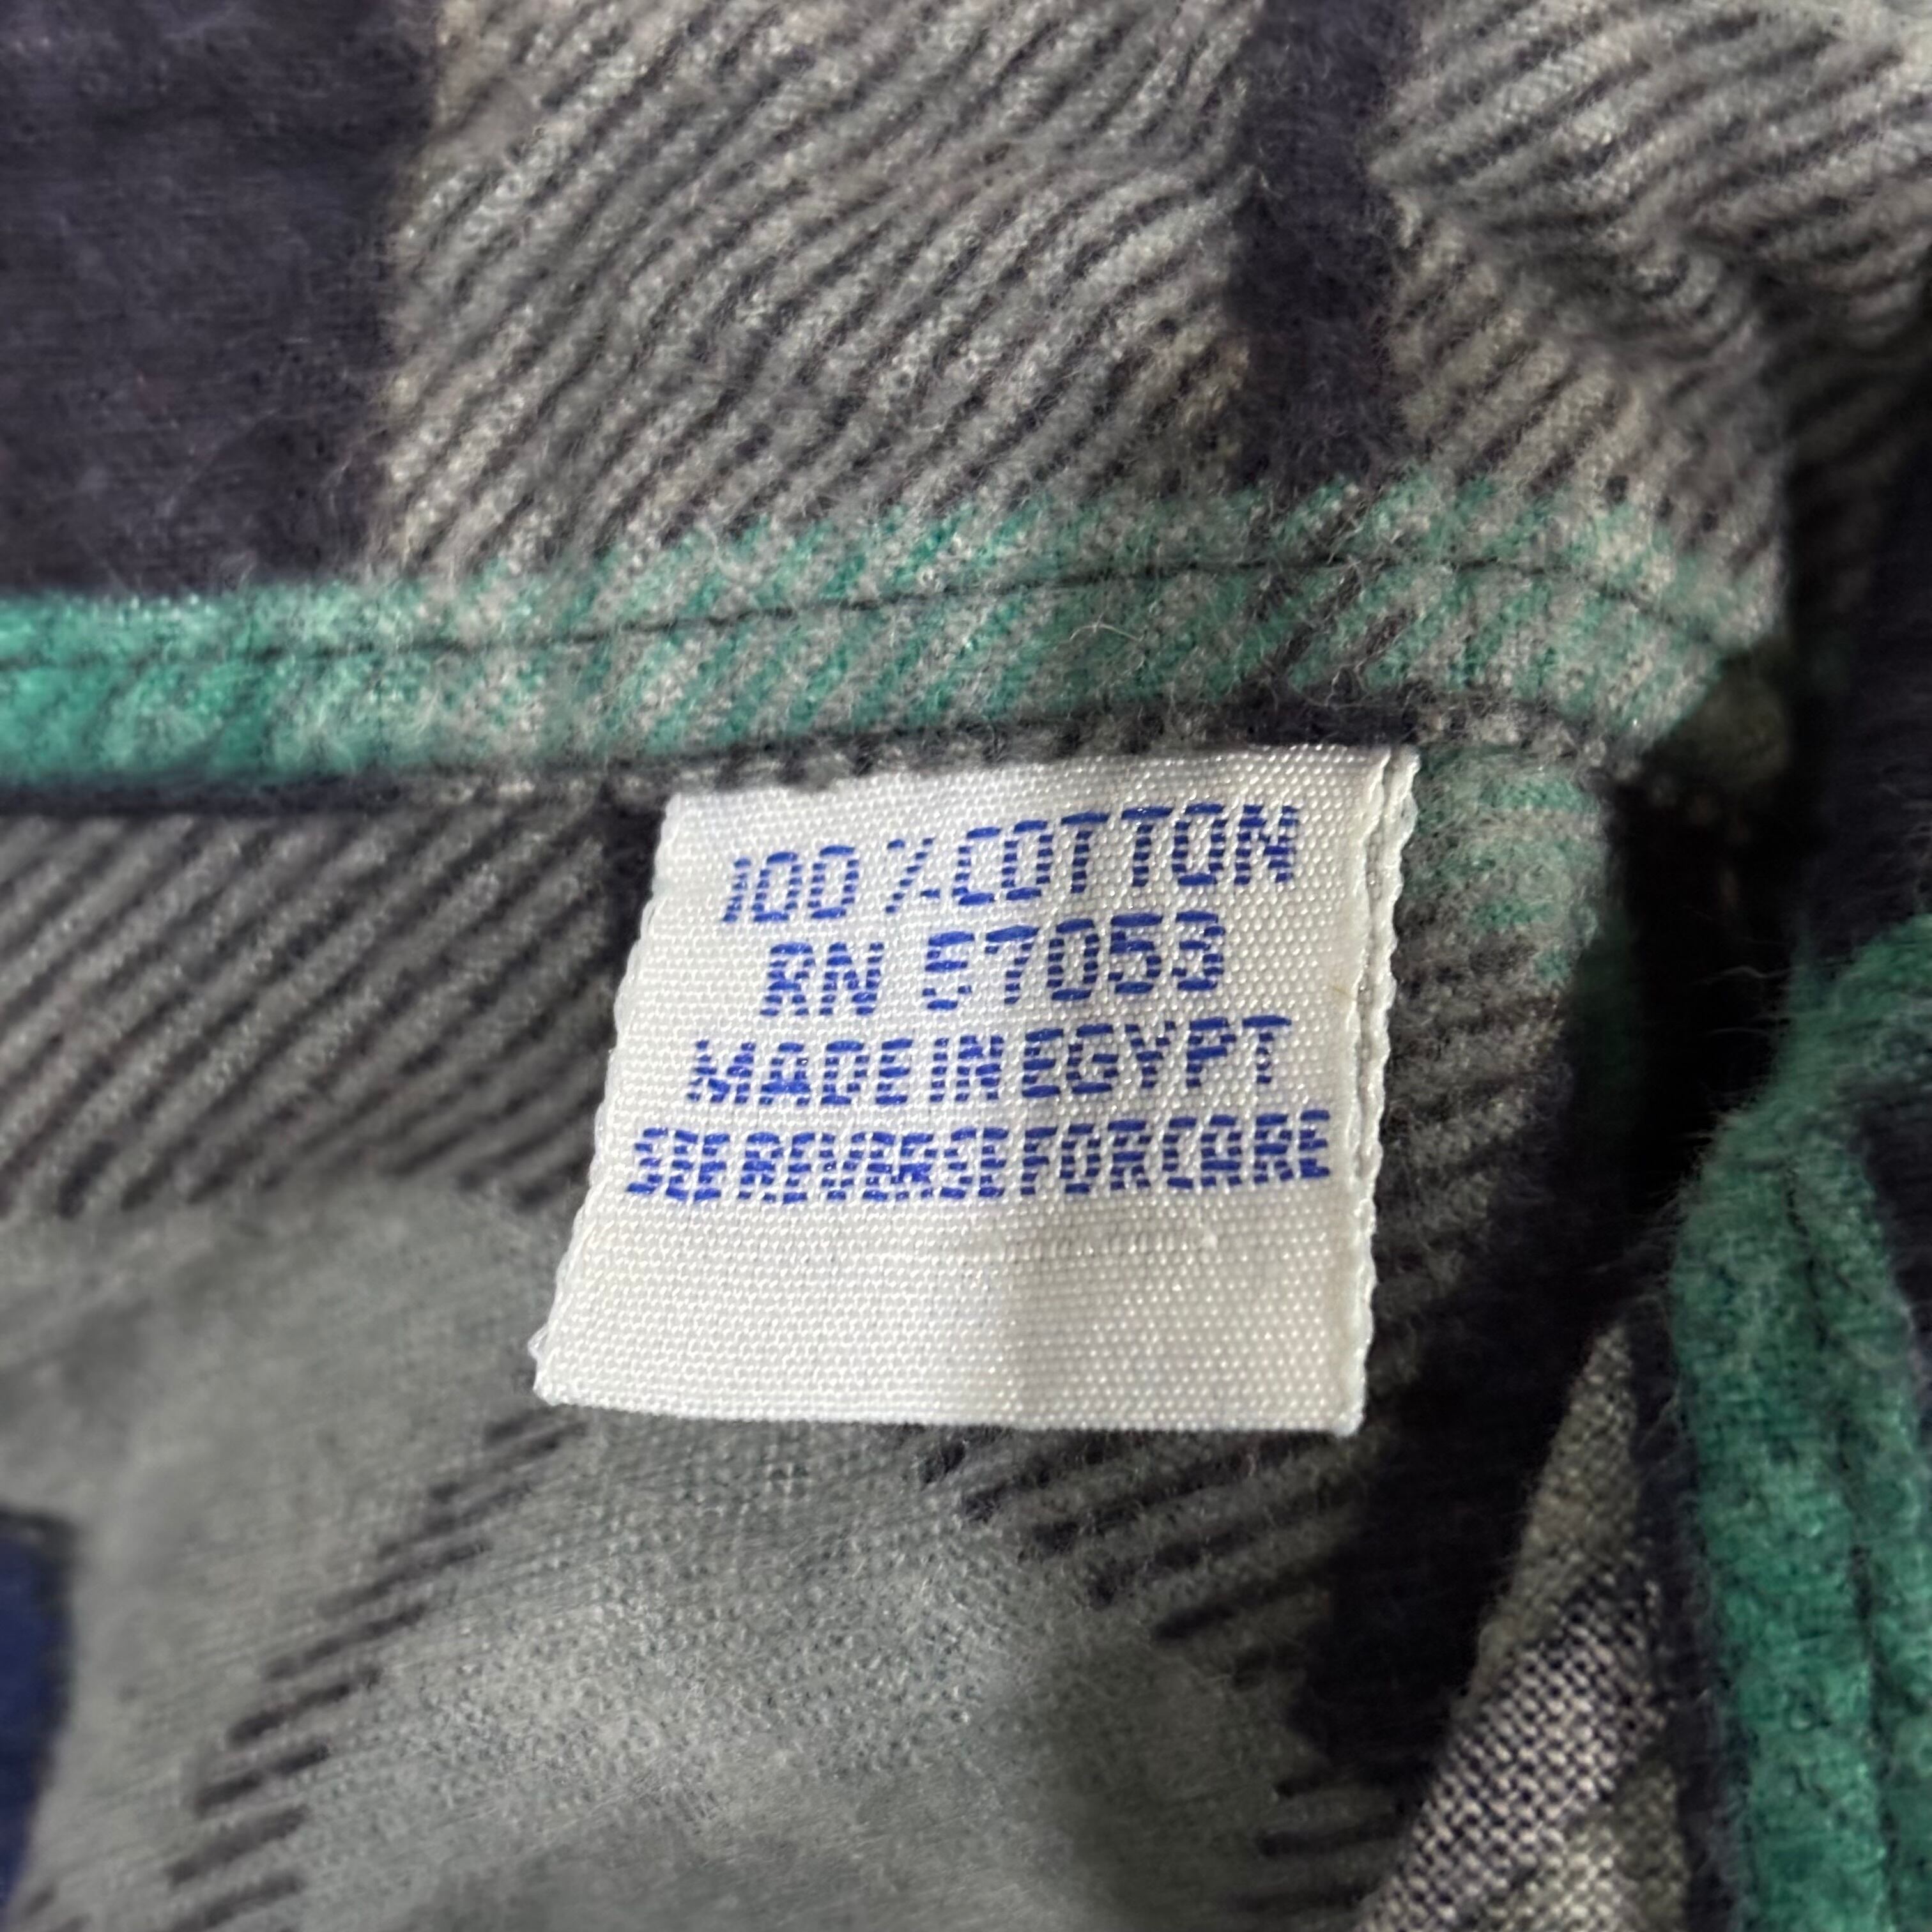 100% COTTON
RN 57053
MADE IN EGYPT
SEE REVERSE FOR CARE